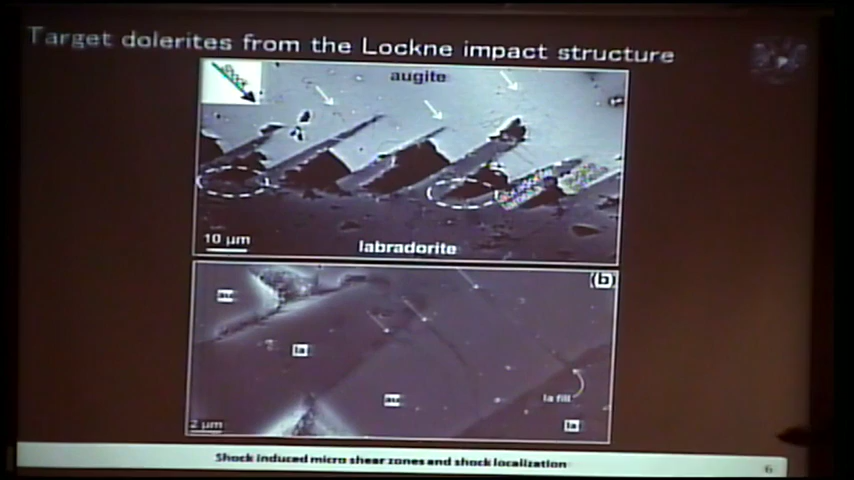 Target dolerites from the Lockne impact structure
augite
10 µm
labradorite
(b)
au
la
au
la fill
la
2 µm
Shock induced micro shear zones and shock localization
6